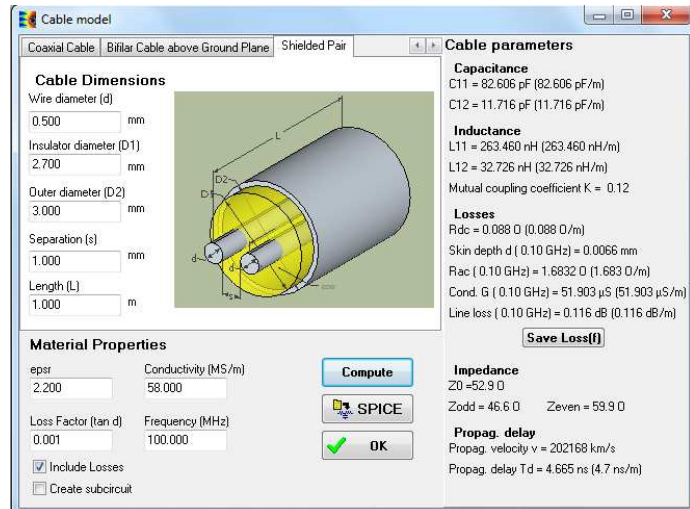 Cable model
Coaxial Cable
Bifilar Cable above Ground Plane
Shielded Pair
Cable Dimensions
Wire diameter (d)
0.500 mm
Insulator diameter (D1)
2.700 mm
Outer diameter (D2)
3.000 mm
Separation (s)
1.000 mm
Length (L)
1.000 m
L
D2
D1
d
d
s
Material Properties
epsr
2.200
Conductivity (MS/m)
58.000
Loss Factor (tan d)
0.001
Frequency (MHz)
100.000
Include Losses
Create subcircuit
Compute
SPICE
OK
Cable parameters
Capacitance
C11 = 82.606 pF (82.606 pF/m)
C12 = 11.716 pF (11.716 pF/m)
Inductance
L11 = 263.460 nH (263.460 nH/m)
L12 = 32.726 nH (32.726 nH/m)
Mutual coupling coefficient K = 0.12
Losses
Rdc = 0.088 O (0.088 O/m)
Skin depth d ( 0.10 GHz) = 0.0066 mm
Rac ( 0.10 GHz) = 1.6832 O (1.683 O/m)
Cond. G ( 0.10 GHz) = 51.903 µS (51.903 µS/m)
Line loss ( 0.10 GHz) = 0.116 dB (0.116 dB/m)
Save Loss(f)
Impedance
Z0 =52.9 O
Zodd = 46.6 O Zeven = 59.9 O
Propag. delay
Propag. velocity v = 202168 km/s
Propag. delay Td = 4.665 ns (4.7 ns/m)